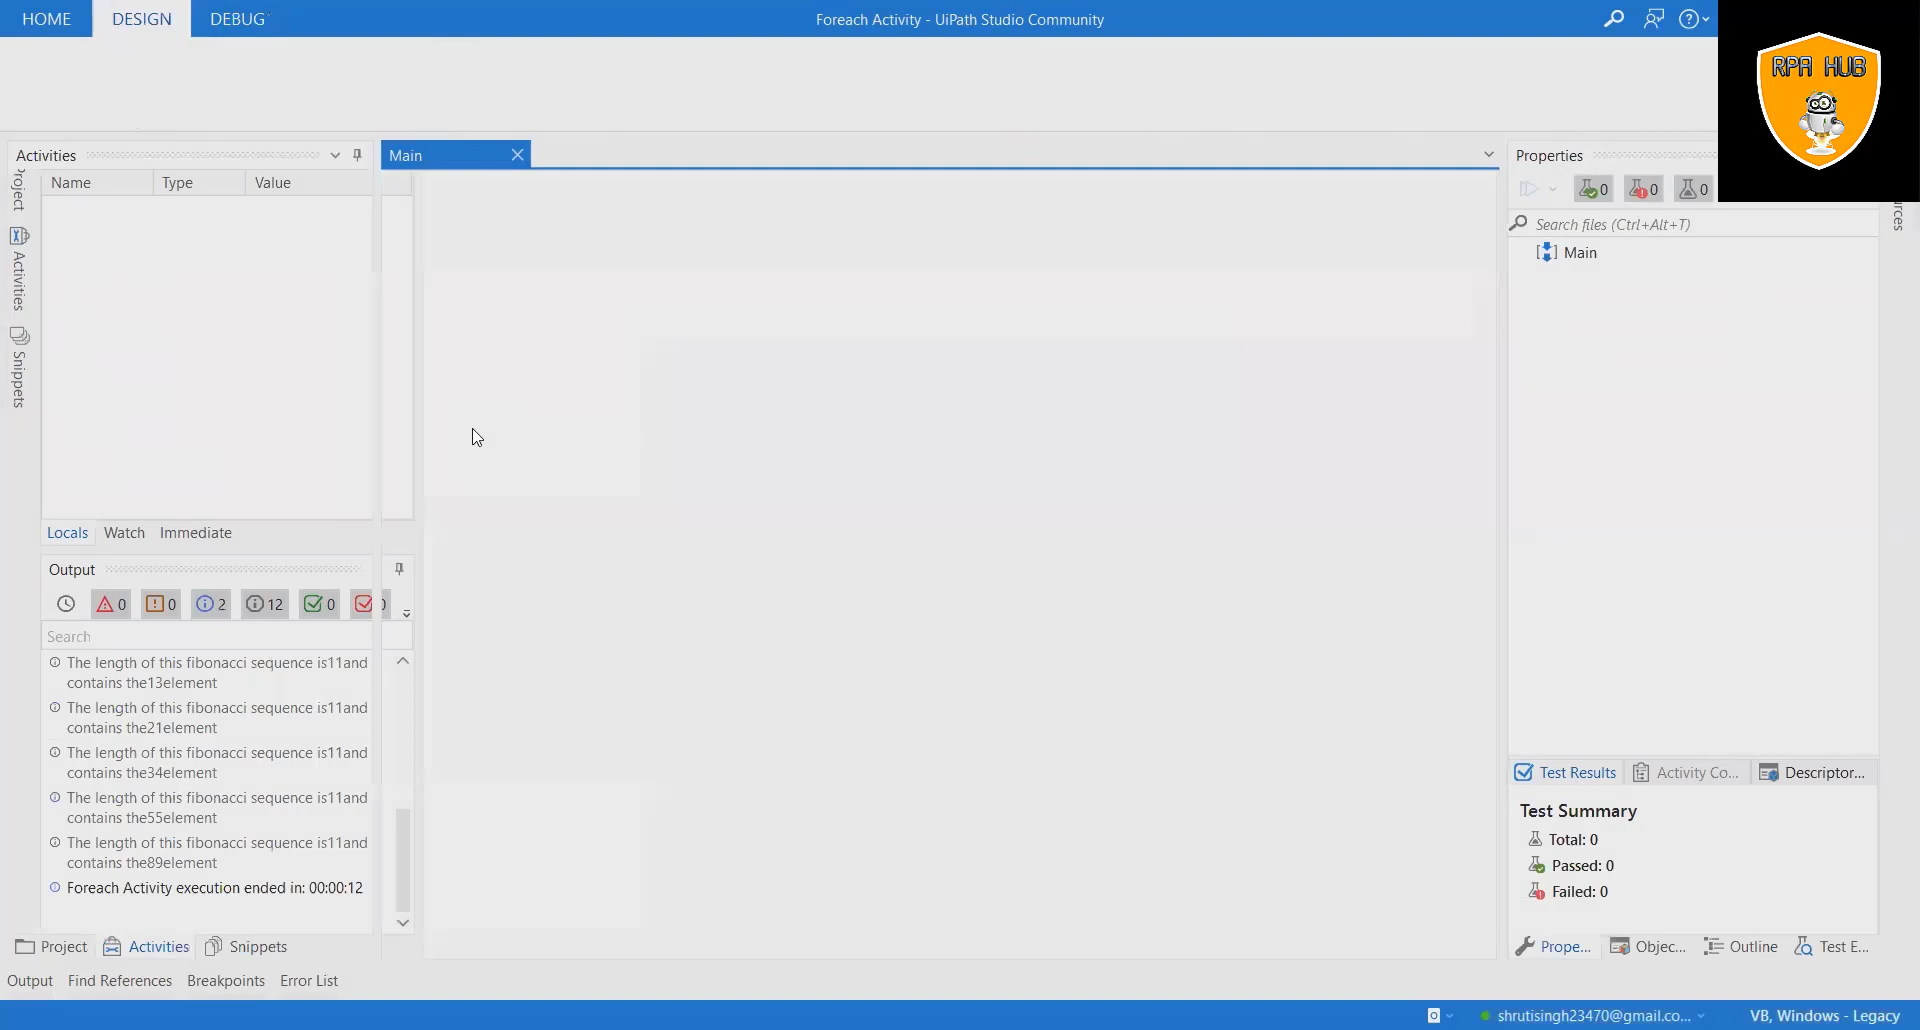 HOME
DESIGN
DEBUG
Foreach Activity - UiPath Studio Community
RPA HUB
Activities
Main
Properties
Name
Type
Value
0
0
0
Search files (Ctrl+Alt+T)
Main
Activities
Snippets
Locals
Watch
Immediate
Output
0
0
2
12
0
Search
The length of this fibonacci sequence is11and
contains the13element
The length of this fibonacci sequence is11and
contains the21element
The length of this fibonacci sequence is11and
contains the34element
The length of this fibonacci sequence is11and
contains the55element
The length of this fibonacci sequence is11and
contains the89element
Foreach Activity execution ended in: 00:00:12
Test Results
Activity Co...
Descriptor...
Test Summary
Total: 0
Passed: 0
Failed: 0
Project
Activities
Snippets
Prope...
Objec...
Outline
Test E...
Output
Find References
Breakpoints
Error List
shrutisingh23470@gmail.co...
VB, Windows - Legacy